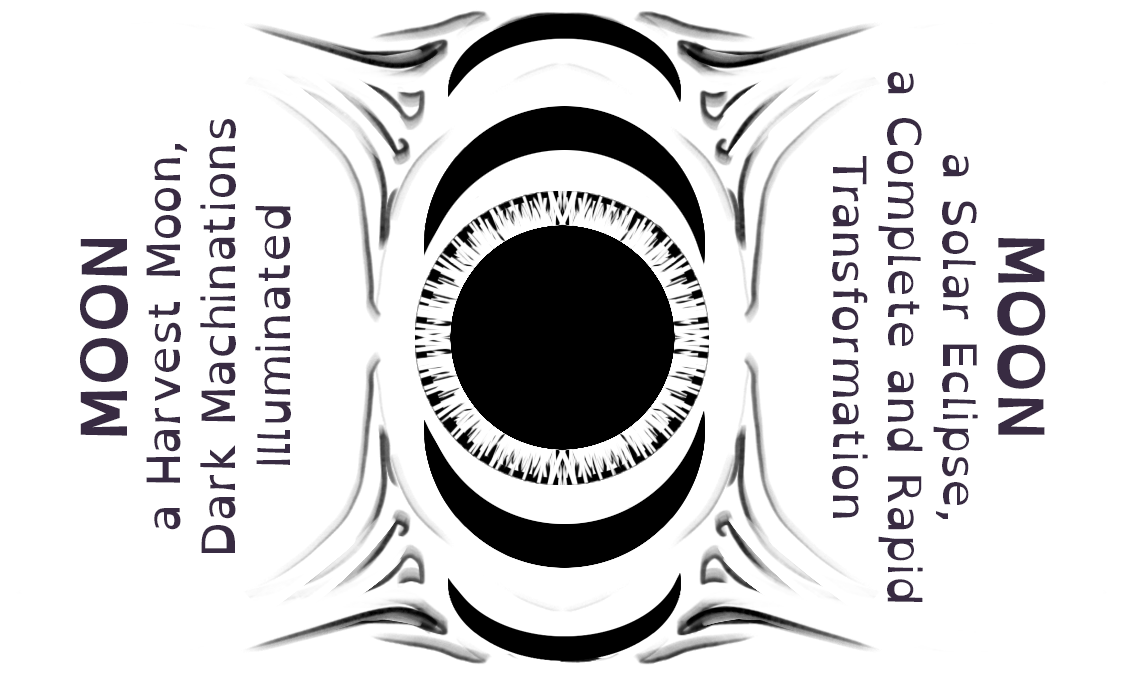 MOON
a Harvest Moon,
Dark Machinations
Illuminated
MOON
a Solar Eclipse,
a Complete and Rapid
Transformation